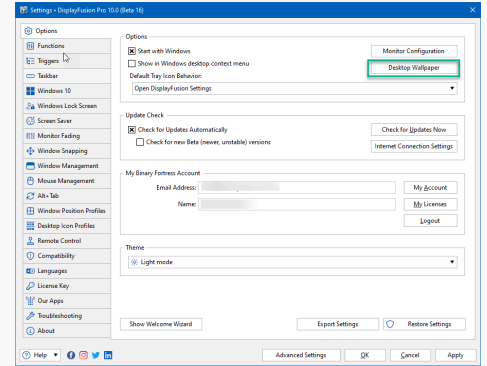 Settings • DisplayFusion Pro 10.0 (Beta 16)
Options
Functions
Triggers
Taskbar
Windows 10
Windows Lock Screen
Screen Saver
Monitor Fading
Window Snapping
Window Management
Mouse Management
Alt+Tab
Window Position Profiles
Desktop Icon Profiles
Remote Control
Compatibility
Languages
License Key
Our Apps
Troubleshooting
About
Options
Start with Windows
Monitor Configuration
Show in Windows desktop context menu
Desktop Wallpaper
Default Tray Icon Behavior:
Open DisplayFusion Settings
Update Check
Check for Updates Automatically
Check for Updates Now
Check for new Beta (newer, unstable) versions
Internet Connection Settings
My Binary Fortress Account
Email Address:
My Account
Name:
My Licenses
Logout
Theme
Light mode
Show Welcome Wizard
Export Settings
Restore Settings
Help
Advanced Settings
OK
Cancel
Apply